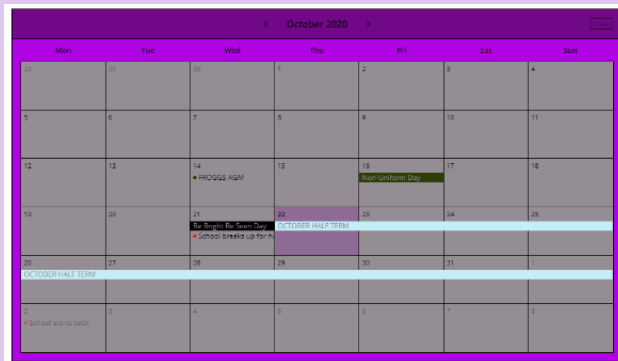 < October 2020 >
Mon Tue Wed Thu Fri Sat Sun
28 29 30 1 2 3 4
5 6 7 8 9 10 11
12 13 14 15 16 17 18
• FROGGS AGM Non-Uniform Day
19 20 21 22 23 24 25
Be Bright Be Seen Day OCTOBER HALF TERM
• School breaks up for h
26 27 28 29 30 31 1
OCTOBER HALF TERM
2 3 4 5 6 7 8
• School starts back